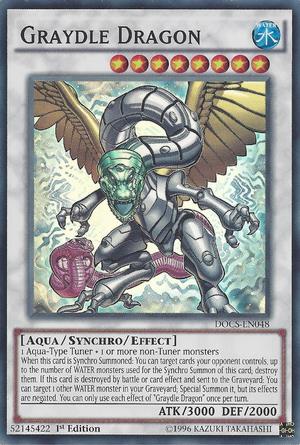 GRAYDLE DRAGON
WATER
水
DOCS-EN048
[AQUA / SYNCHRO/EFFECT]
1 Aqua-Type Tuner + 1 or more non-Tuner monsters
When this card is Synchro Summoned: You can target cards your opponent controls, up
to the number of WATER monsters used for the Synchro Summon of this card; destroy
them. If this card is destroyed by battle or card effect and sent to the Graveyard: You
can target 1 other WATER monster in your Graveyard; Special Summon it, but its effects
are negated. You can only use each effect of "Graydle Dragon" once per turn.
ATK/3000 DEF/2000
52145422 1st Edition ©1996 KAZUKI TAKAHASHI